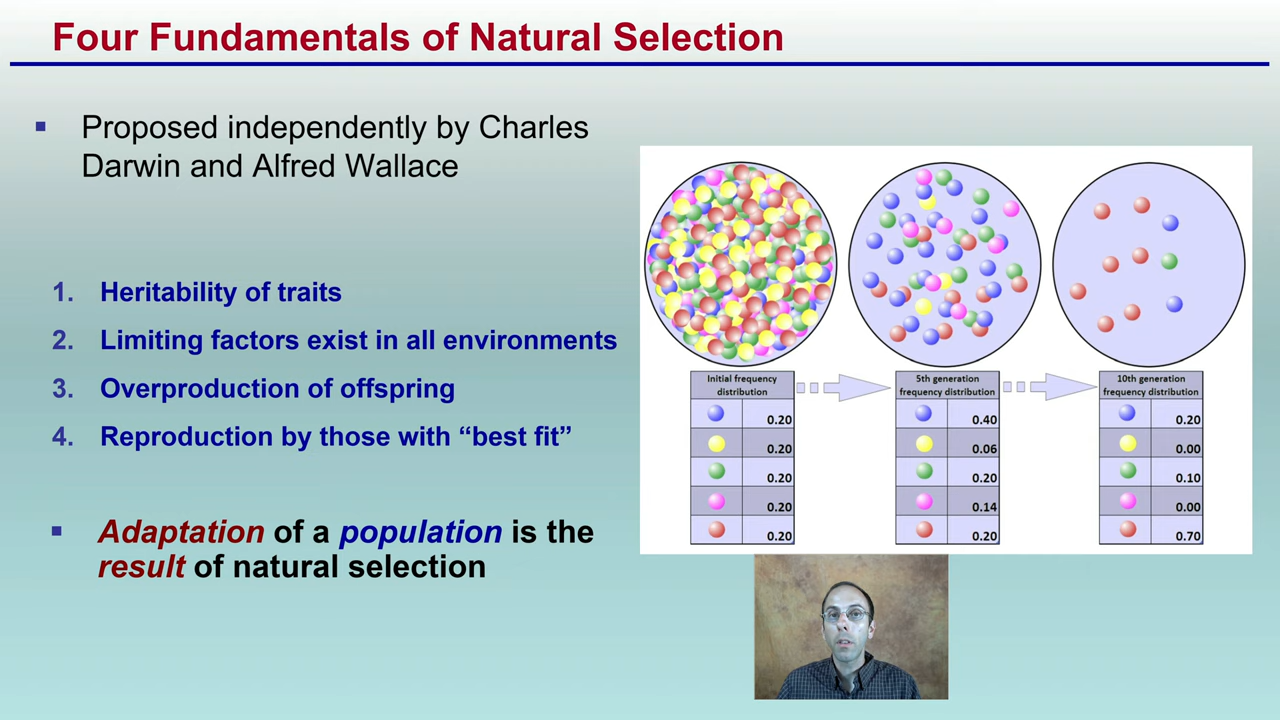 Four Fundamentals of Natural Selection
▪ Proposed independently by Charles
Darwin and Alfred Wallace
1. Heritability of traits
2. Limiting factors exist in all environments
3. Overproduction of offspring
4. Reproduction by those with “best fit”
▪ Adaptation of a population is the
result of natural selection
Initial frequency
distribution
0.20
0.20
0.20
0.20
0.20
5th generation
frequency distribution
0.40
0.06
0.20
0.14
0.20
10th generation
frequency distribution
0.20
0.00
0.10
0.00
0.70